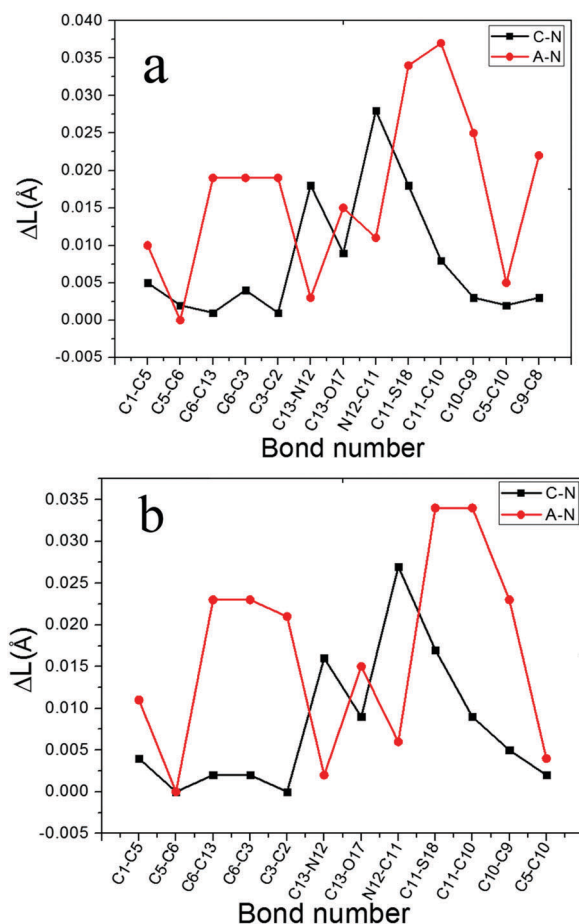 a
C-N
A-N
0.040
0.035
0.030
0.025
0.020
0.015
0.010
0.005
0.000
-0.005
ΔL(Å)
C1-C5
C5-C6
C6-C13
C6-C3
C3-C2
C13-N12
C13-O17
N12-C11
C11-S18
C11-C10
C10-C9
C5-C10
C9-C8
Bond number
b
C-N
A-N
0.035
0.030
0.025
0.020
0.015
0.010
0.005
0.000
-0.005
ΔL(Å)
C1-C5
C5-C6
C6-C13
C6-C3
C3-C2
C13-N12
C13-O17
N12-C11
C11-S18
C11-C10
C10-C9
C5-C10
Bond number